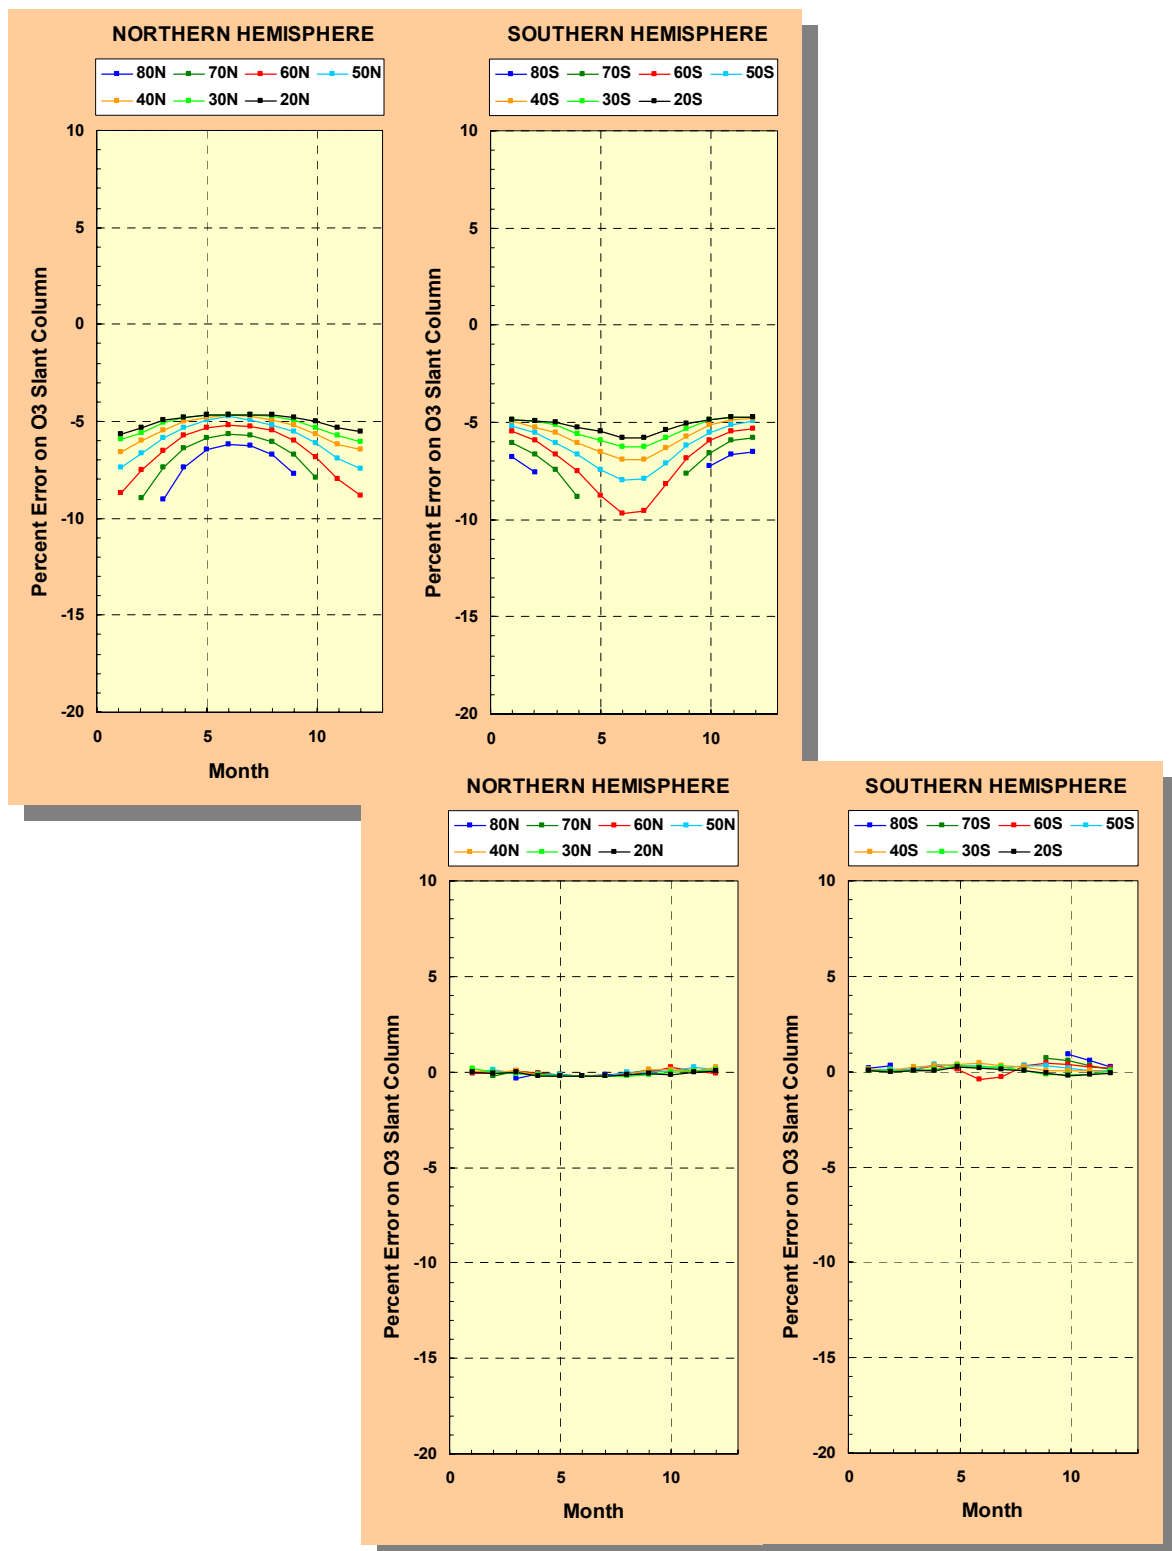 NORTHERN HEMISPHERE
80N 70N 60N 50N
40N 30N 20N
10
5
0
-5
-10
-15
-20
Percent Error on O3 Slant Column
0 5 10
Month
SOUTHERN HEMISPHERE
80S 70S 60S 50S
40S 30S 20S
10
5
0
-5
-10
-15
-20
Percent Error on O3 Slant Column
0 5 10
NORTHERN HEMISPHERE
80N 70N 60N 50N
40N 30N 20N
10
5
0
-5
-10
-15
-20
Percent Error on O3 Slant Column
0 5 10
Month
SOUTHERN HEMISPHERE
80S 70S 60S 50S
40S 30S 20S
10
5
0
-5
-10
-15
-20
Percent Error on O3 Slant Column
0 5 10
Month